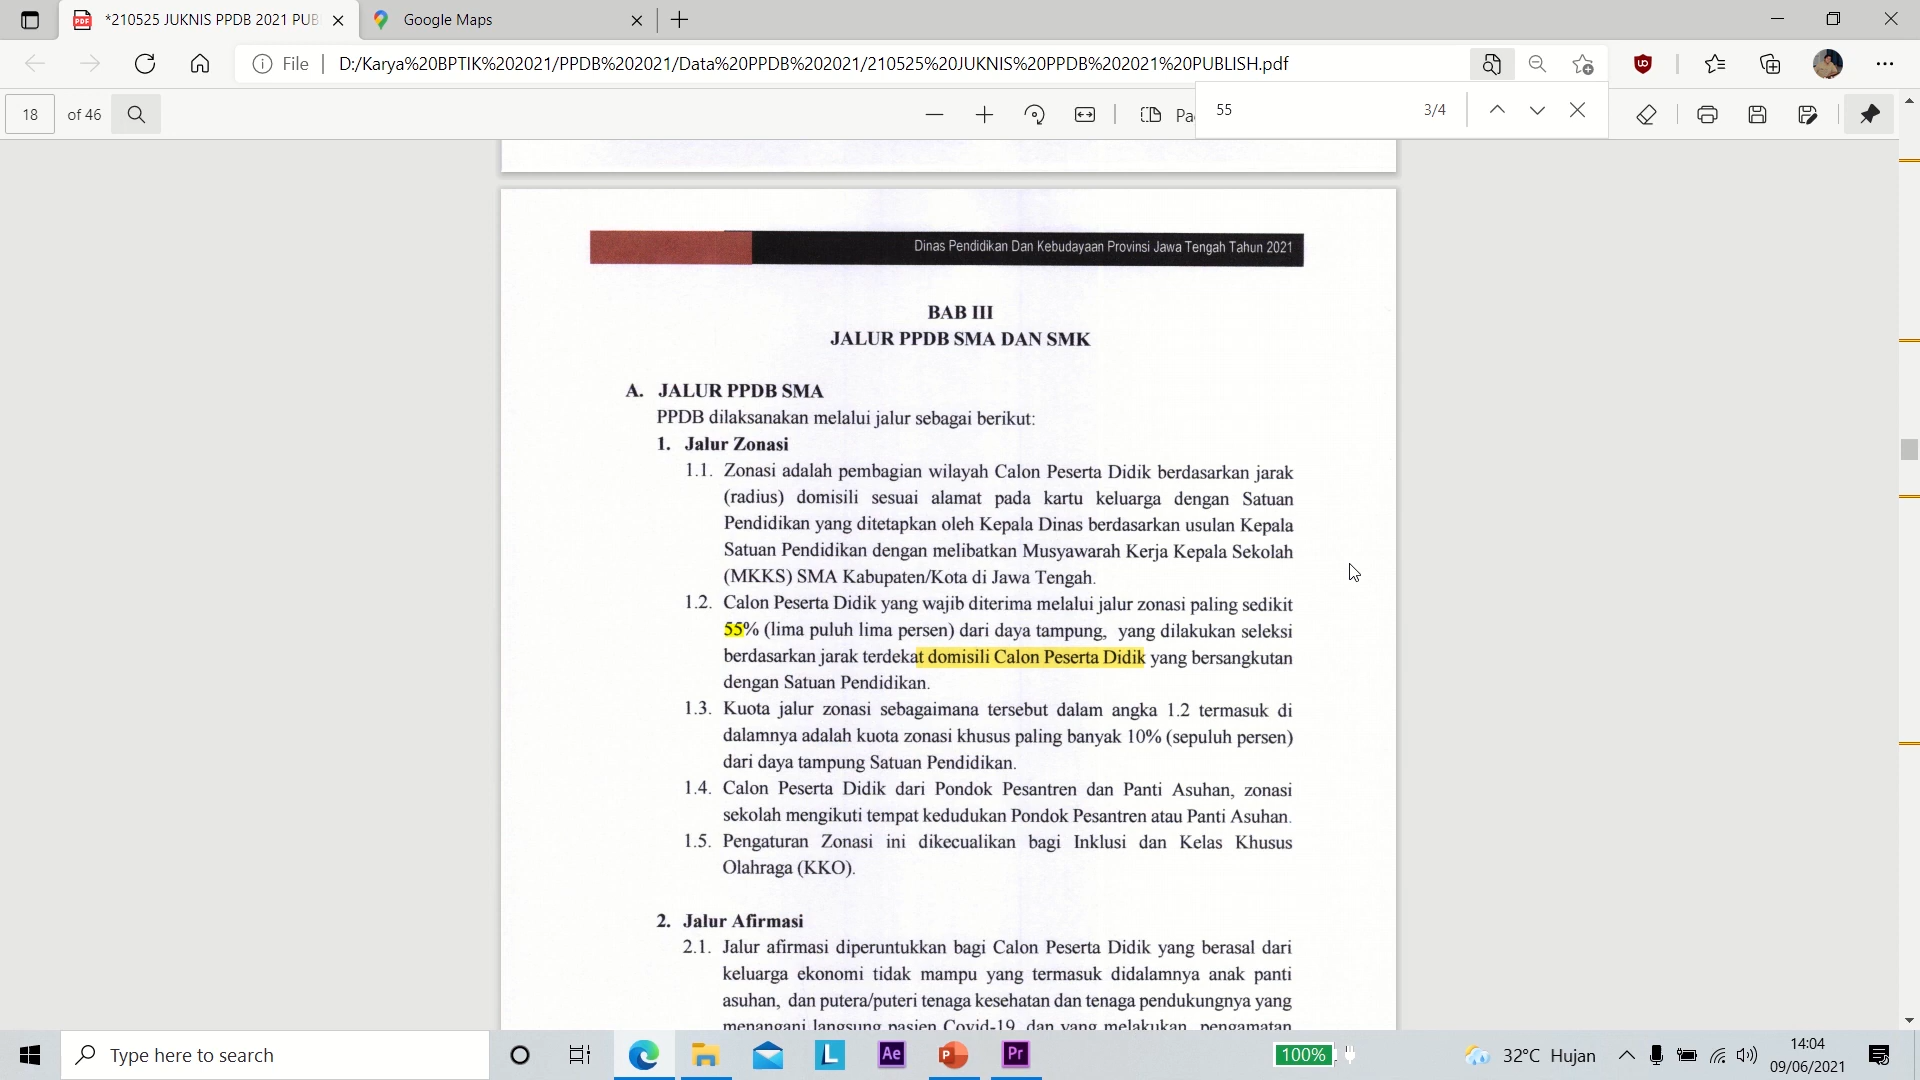 *210525 JUKNIS PPDB 2021 PUB
Google Maps
File
D:/Karya%20BPTIK%202021/PPDB%202021/Data%20PPDB%202021/210525%20JUKNIS%20PPDB%202021%20PUBLISH.pdf
18 of 46
Pa
55 3/4
Dinas Pendidikan Dan Kebudayaan Provinsi Jawa Tengah Tahun 2021
BAB III
JALUR PPDB SMA DAN SMK
A. JALUR PPDB SMA
PPDB dilaksanakan melalui jalur sebagai berikut:
1. Jalur Zonasi
1.1. Zonasi adalah pembagian wilayah Calon Peserta Didik berdasarkan jarak
(radius) domisili sesuai alamat pada kartu keluarga dengan Satuan
Pendidikan yang ditetapkan oleh Kepala Dinas berdasarkan usulan Kepala
Satuan Pendidikan dengan melibatkan Musyawarah Kerja Kepala Sekolah
(MKKS) SMA Kabupaten/Kota di Jawa Tengah.
1.2. Calon Peserta Didik yang wajib diterima melalui jalur zonasi paling sedikit
55% (lima puluh lima persen) dari daya tampung, yang dilakukan seleksi
berdasarkan jarak terdekat domisili Calon Peserta Didik yang bersangkutan
dengan Satuan Pendidikan.
1.3. Kuota jalur zonasi sebagaimana tersebut dalam angka 1.2 termasuk di
dalamnya adalah kuota zonasi khusus paling banyak 10% (sepuluh persen)
dari daya tampung Satuan Pendidikan.
1.4. Calon Peserta Didik dari Pondok Pesantren dan Panti Asuhan, zonasi
sekolah mengikuti tempat kedudukan Pondok Pesantren atau Panti Asuhan.
1.5. Pengaturan Zonasi ini dikecualikan bagi Inklusi dan Kelas Khusus
Olahraga (KKO).
2. Jalur Afirmasi
2.1. Jalur afirmasi diperuntukkan bagi Calon Peserta Didik yang berasal dari
keluarga ekonomi tidak mampu yang termasuk didalamnya anak panti
asuhan, dan putera/puteri tenaga kesehatan dan tenaga pendukungnya yang
menangani langsung pasien Covid-19, dan yang melakukan pengamatan
Type here to search
L
Ae
P
Pr
100%
32°C Hujan
14:04
09/06/2021